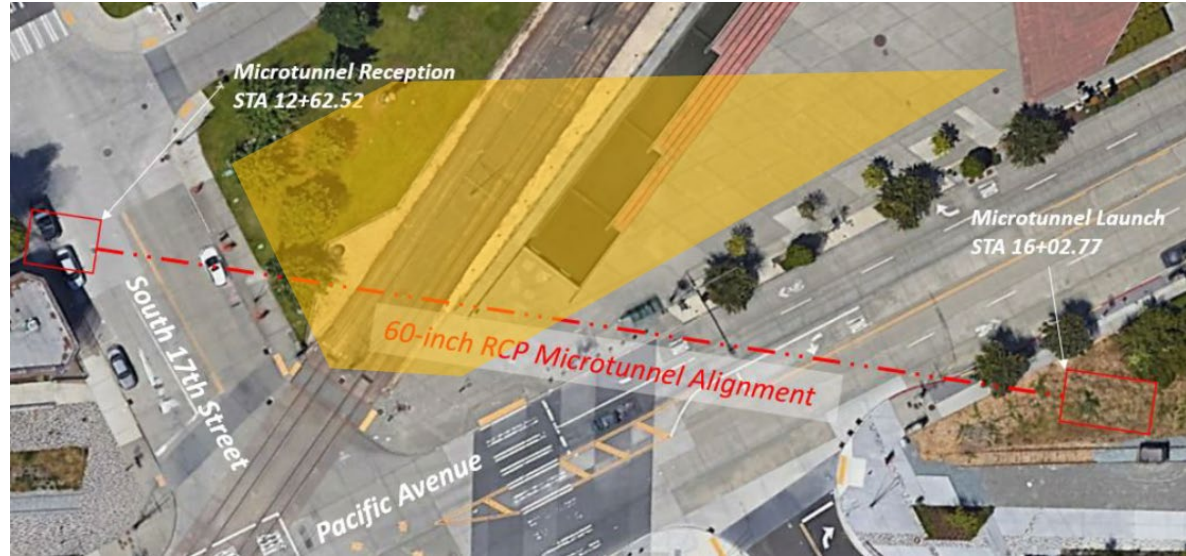 Microtunnel Reception
STA 12+62.52
Microtunnel Launch
STA 16+02.77
60-inch RCP Microtunnel Alignment
South 17th Street
Pacific Avenue